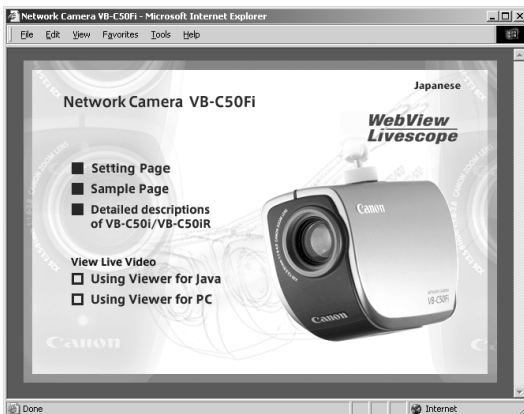 Network Camera VB-C50Fi - Microsoft Internet Explorer
File Edit View Favorites Tools Help
Japanese
Network Camera VB-C50Fi
WebView
Livescope
Setting Page
Sample Page
Detailed descriptions
of VB-C50i/VB-C50iR
View Live Video
Using Viewer for Java
Using Viewer for PC
Canon
VB-C50Fi
Canon
Canon
Done
Internet